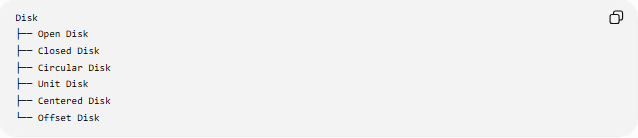 Disk
├── Open Disk
├── Closed Disk
├── Circular Disk
├── Unit Disk
├── Centered Disk
└── Offset Disk